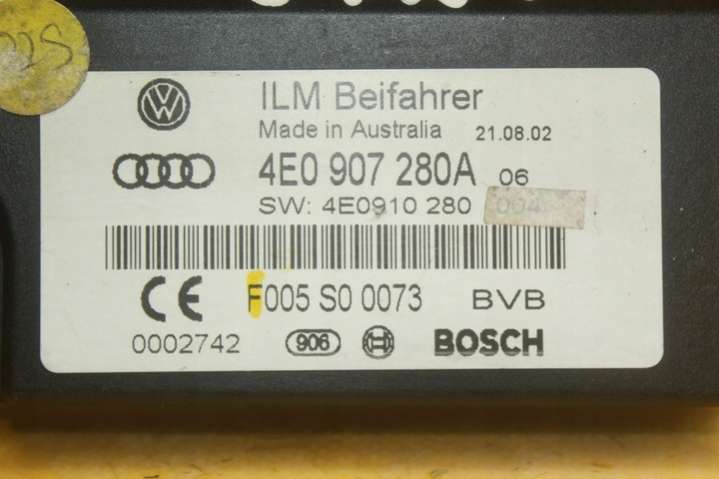 ILM Beifahrer
Made in Australia 21.08.02
4E0 907 280A 06
SW: 4E0910 280 004
F005 S0 0073 BVB
0002742 906 BOSCH